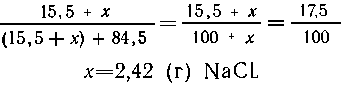 15,5 + x / (15,5 + x) + 84,5 = 15,5 + x / 100 + x = 17,5 / 100
x=2,42 (г) NaCL